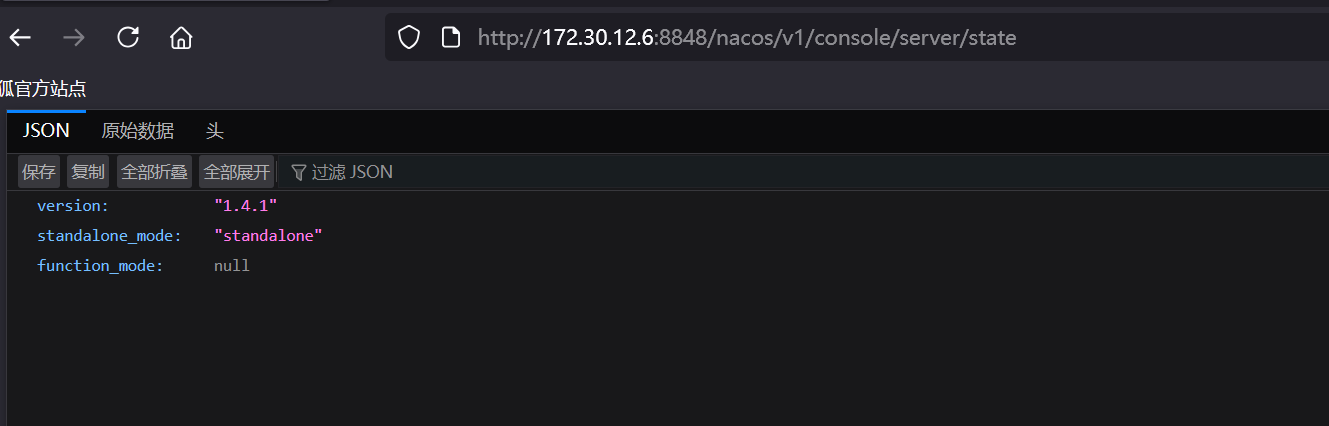 http://172.30.12.6:8848/nacos/v1/console/server/state
狐官方站点
JSON 原始数据 头
保存 复制 全部折叠 全部展开 过滤 JSON
version: "1.4.1"
standalone_mode: "standalone"
function_mode: null